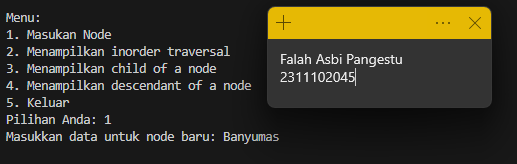 Menu:
1. Masukan Node
2. Menampilkan inorder traversal
3. Menampilkan child of a node
4. Menampilkan descendant of a node
5. Keluar
Pilihan Anda: 1
Masukkan data untuk node baru: Banyumas
Falah Asbi Pangestu
2311102045